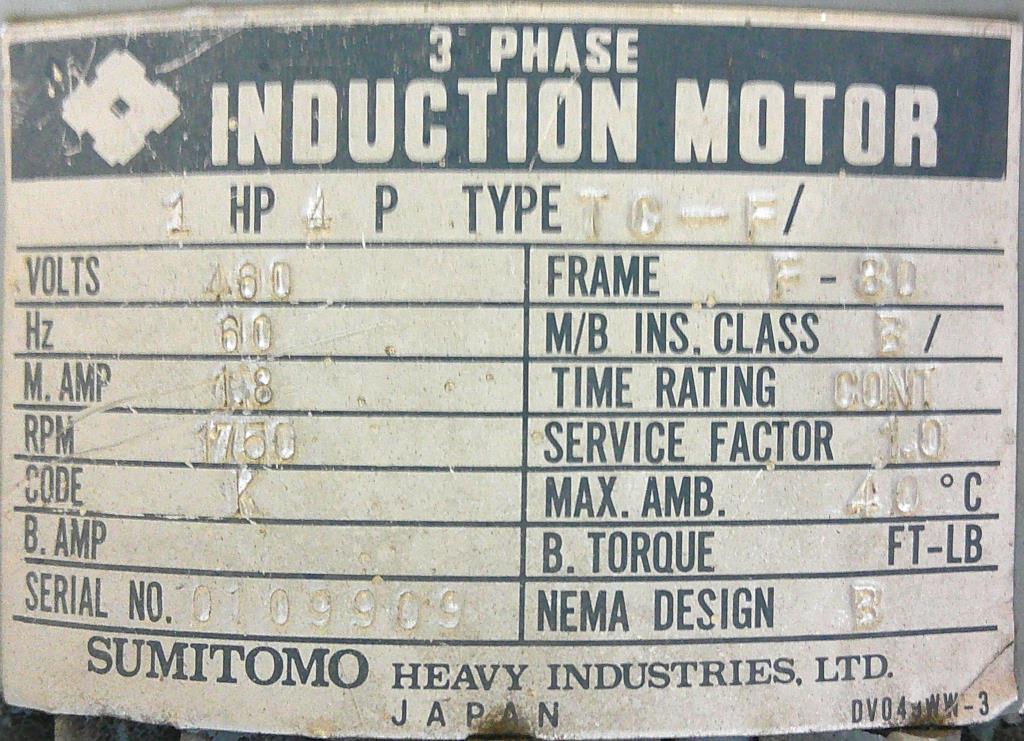 3 PHASE
INDUCTION MOTOR
1 HP 4 P TYPE TC-F/
VOLTS 460 FRAME F-80
Hz 60 M/B INS. CLASS E/
M. AMP 1.8 TIME RATING CONT
RPM 1750 SERVICE FACTOR 1.0
CODE K MAX. AMB. 40 °C
B. AMP B. TORQUE FT-LB
SERIAL NO. 0109909 NEMA DESIGN B
SUMITOMO HEAVY INDUSTRIES, LTD.
JAPAN